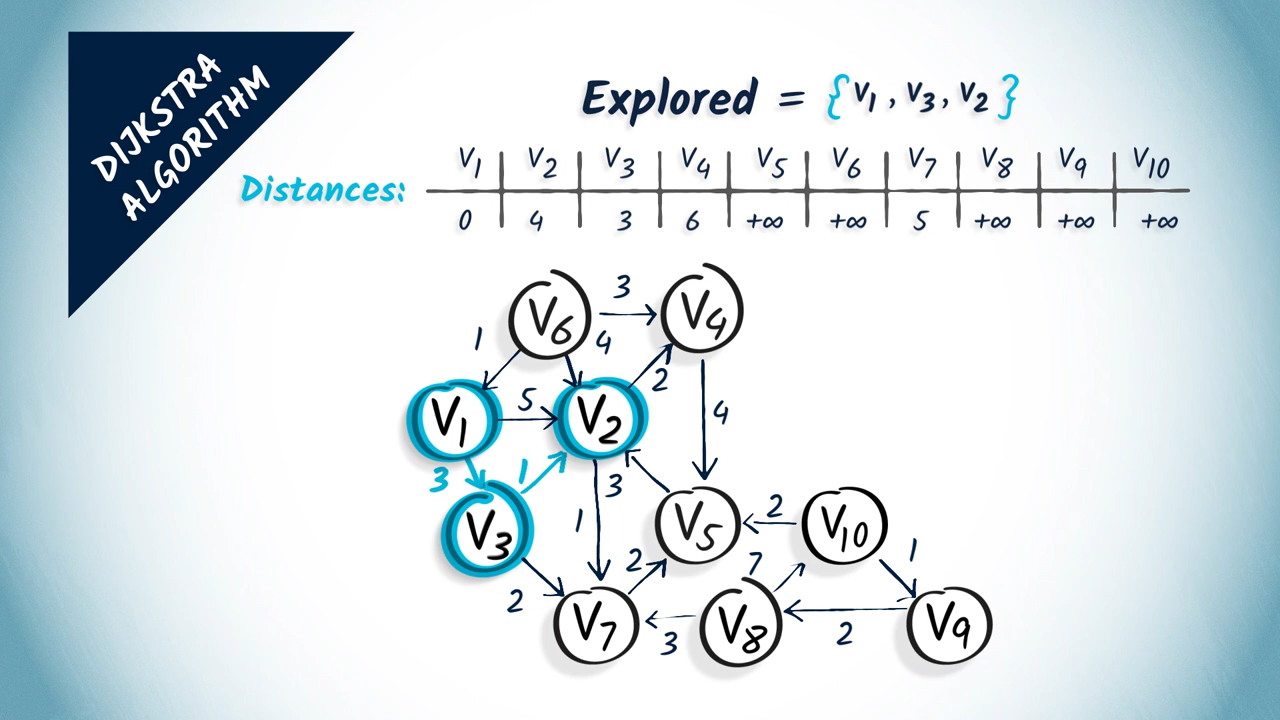 DIJKSTRA
ALGORITHM
Explored = {V1, V3, V2}
Distances:
V1 V2 V3 V4 V5 V6 V7 V8 V9 V10
0 4 3 6 +∞ +∞ 5 +∞ +∞ +∞
3
V6 V4
1 4
2
5
V1 V2 4
3 1 3
V3 1 V5 2 V10
2 7 1
2
V7 V8 V9
3 2